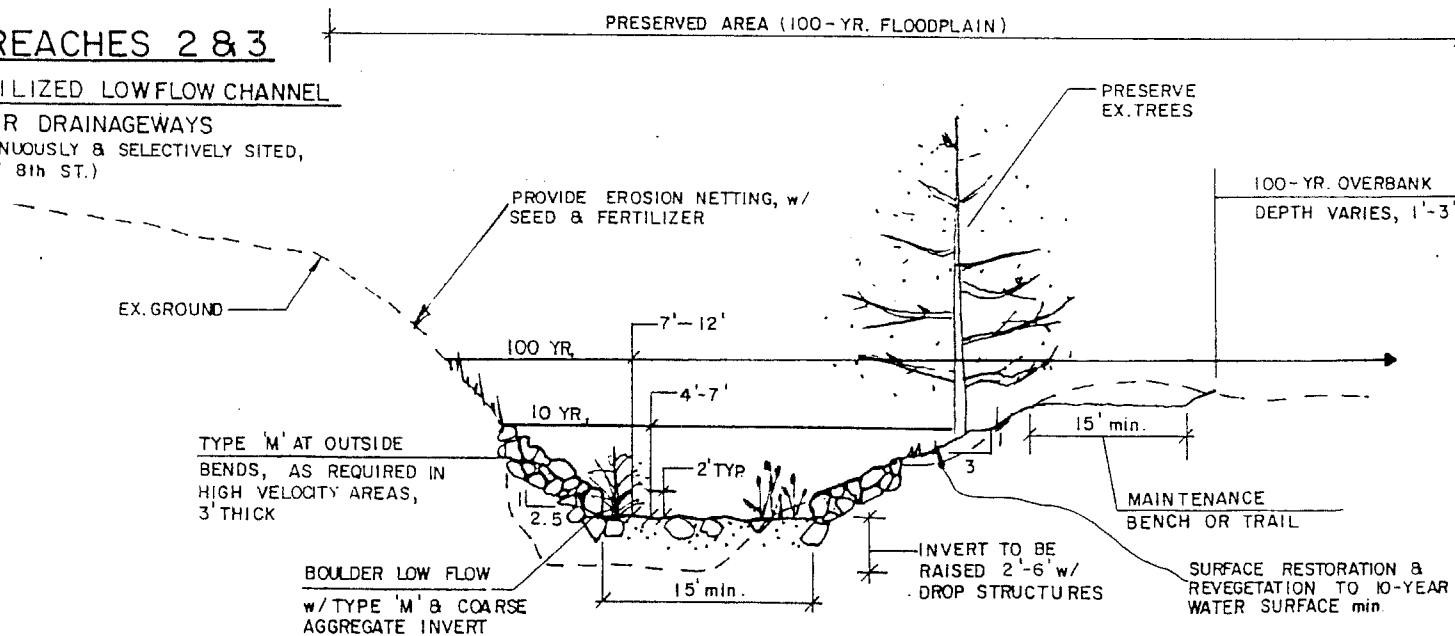 REACHES 2 & 3
ILIZED LOWFLOW CHANNEL
R DRAINAGEWAYS
NUOUSLY & SELECTIVELY SITED,
8th ST.)
PRESERVED AREA (100-YR. FLOODPLAIN)
PRESERVE
EX. TREES
PROVIDE EROSION NETTING, w/
SEED & FERTILIZER
100-YR. OVERBANK
DEPTH VARIES, 1'-3'
EX. GROUND
7'-12'
100 YR.
4'-7'
10 YR.
TYPE 'M' AT OUTSIDE
BENDS, AS REQUIRED IN
HIGH VELOCITY AREAS,
3' THICK
2' TYP.
1
2.5
1
3
15' min.
MAINTENANCE
BENCH OR TRAIL
BOULDER LOW FLOW
w/ TYPE 'M' & COARSE
AGGREGATE INVERT
15' min.
INVERT TO BE
RAISED 2'-6' w/
DROP STRUCTURES
SURFACE RESTORATION &
REVEGETATION TO 10-YEAR
WATER SURFACE min.